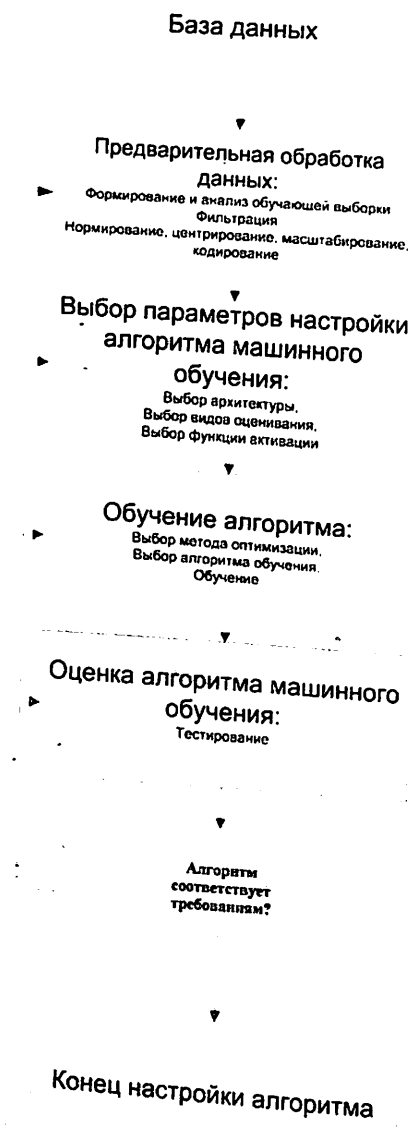 База данных
Предварительная обработка
данных:
Формирование и анализ обучающей выборки
Фильтрация
Нормирование, центрирование, масштабирование,
кодирование
Выбор параметров настройки
алгоритма машинного
обучения:
Выбор архитектуры,
Выбор видов оценивания,
Выбор функции активации
Обучение алгоритма:
Выбор метода оптимизации,
Выбор алгоритма обучения,
Обучение
Оценка алгоритма машинного
обучения:
Тестирование
Алгоритм
соответствует
требованиям?
Конец настройки алгоритма